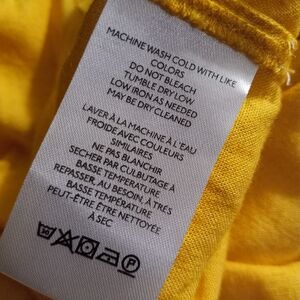 MACHINE WASH COLD WITH LIKE
COLORS
DO NOT BLEACH
TUMBLE DRY LOW
LOW IRON AS NEEDED
MAY BE DRY CLEANED
LAVER À LA MACHINE À L'EAU
FROIDE AVEC COULEURS
SIMILAIRES
NE PAS BLANCHIR
SÉCHER PAR CULBUTAGE À
BASSE TEMPÉRATURE
REPASSER, AU BESOIN, À TRÈS
BASSE TEMPÉRATURE
PEUT-ÊTRE ÊTRE NETTOYÉE
À SEC